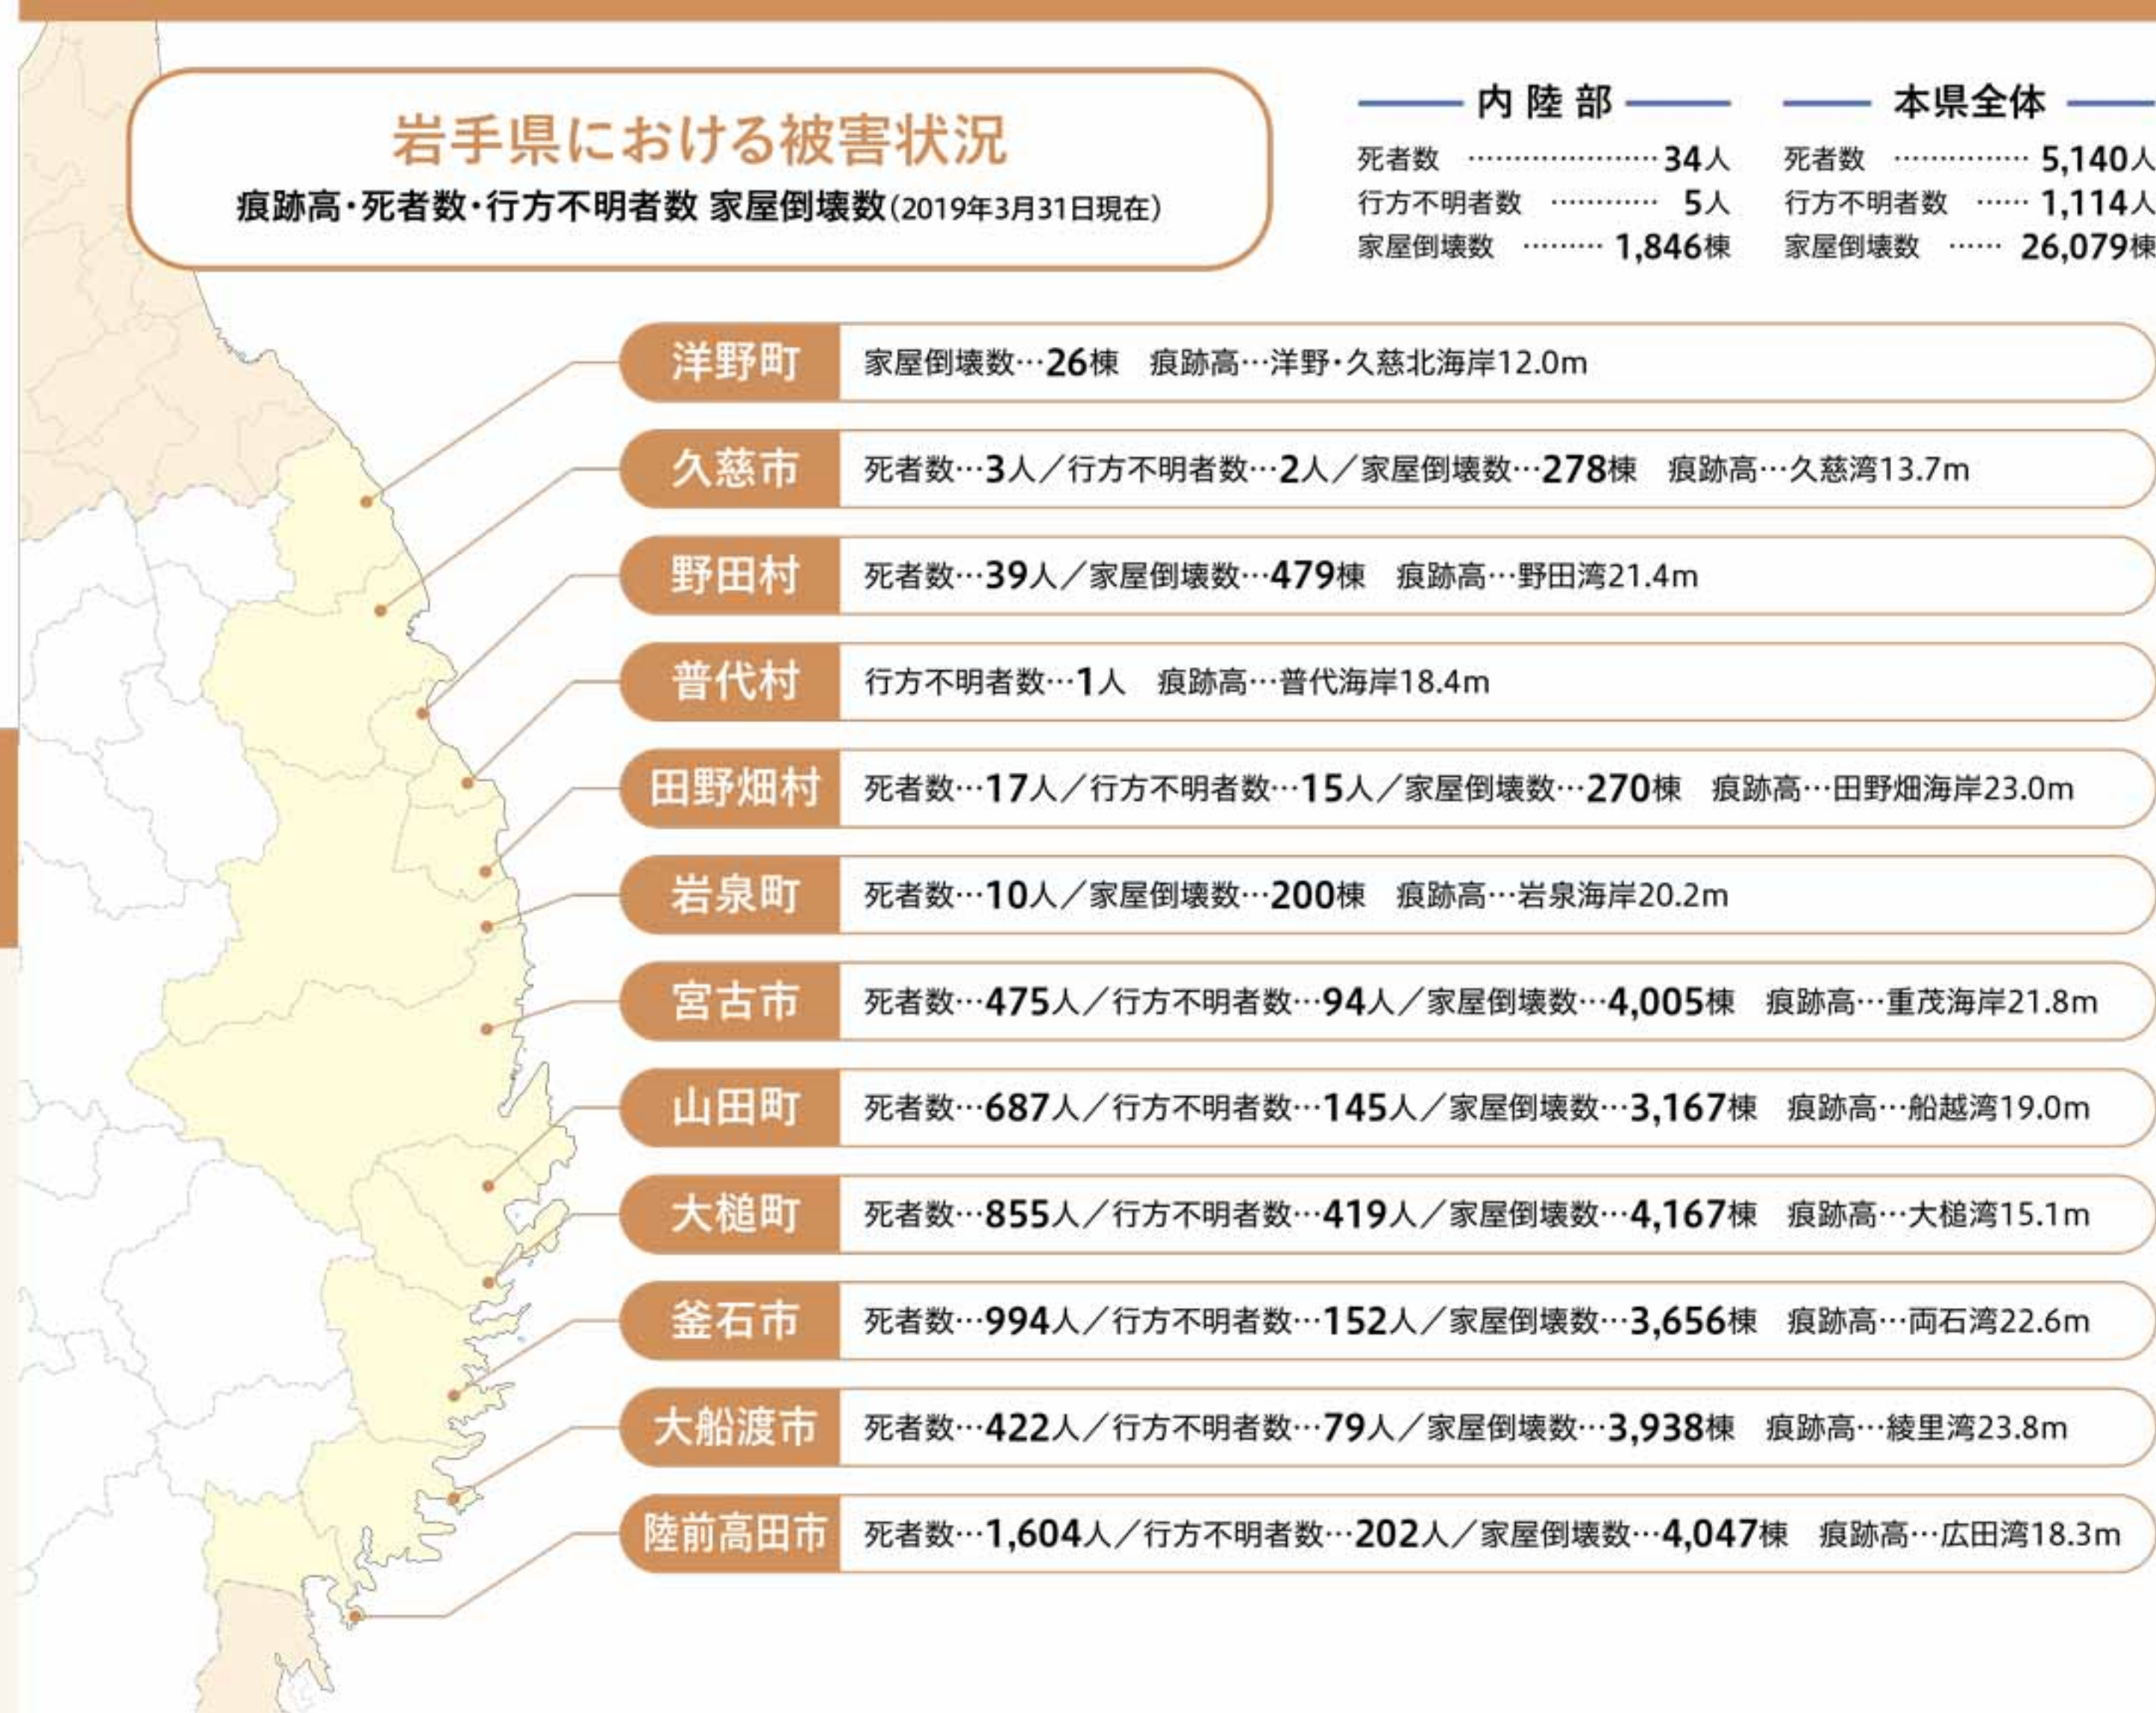 岩手県における被害状況
痕跡高・死者数・行方不明者数 家屋倒壊数（2019年3月31日現在）
内陸部
死者数 ………………… 34人
行方不明者数 ………… 5人
家屋倒壊数 ……… 1,846棟
本県全体
死者数 …………… 5,140人
行方不明者数 …… 1,114人
家屋倒壊数 …… 26,079棟
洋野町 家屋倒壊数…26棟　痕跡高…洋野・久慈北海岸12.0m
久慈市 死者数…3人／行方不明者数…2人／家屋倒壊数…278棟　痕跡高…久慈湾13.7m
野田村 死者数…39人／家屋倒壊数…479棟　痕跡高…野田湾21.4m
普代村 行方不明者数…1人　痕跡高…普代海岸18.4m
田野畑村 死者数…17人／行方不明者数…15人／家屋倒壊数…270棟　痕跡高…田野畑海岸23.0m
岩泉町 死者数…10人／家屋倒壊数…200棟　痕跡高…岩泉海岸20.2m
宮古市 死者数…475人／行方不明者数…94人／家屋倒壊数…4,005棟　痕跡高…重茂海岸21.8m
山田町 死者数…687人／行方不明者数…145人／家屋倒壊数…3,167棟　痕跡高…船越湾19.0m
大槌町 死者数…855人／行方不明者数…419人／家屋倒壊数…4,167棟　痕跡高…大槌湾15.1m
釜石市 死者数…994人／行方不明者数…152人／家屋倒壊数…3,656棟　痕跡高…両石湾22.6m
大船渡市 死者数…422人／行方不明者数…79人／家屋倒壊数…3,938棟　痕跡高…綾里湾23.8m
陸前高田市 死者数…1,604人／行方不明者数…202人／家屋倒壊数…4,047棟　痕跡高…広田湾18.3m